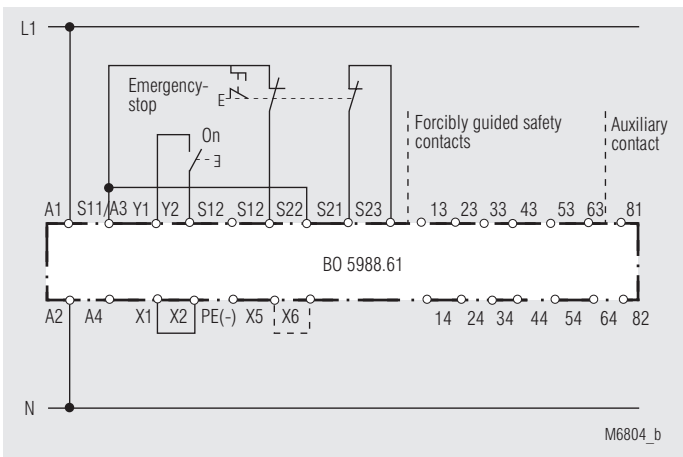 L1
Emergency-
stop
E
On
E
Forcibly guided safety
contacts
Auxiliary
contact
A1 S11/A3 Y1 Y2 S12 S12 S22 S21 S23 13 23 33 43 53 63 81
BO 5988.61
A2 A4 X1 X2 PE(-) X5 X6 14 24 34 44 54 64 82
N
M6804_b